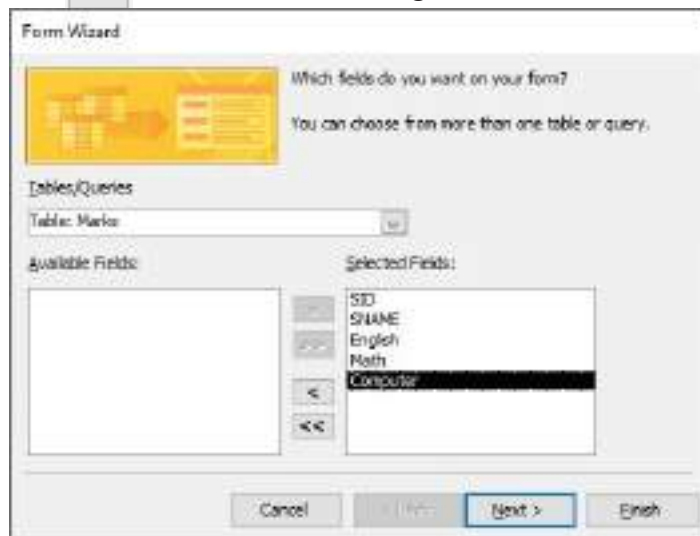 Form Wizard
Which fields do you want on your form?
You can choose from more than one table or query.
Tables/Queries
Table: Marks
Available Fields:
Selected Fields:
SID
SNAME
English
Math
Computer
>
>>
<
<<
Cancel
Next >
Finish